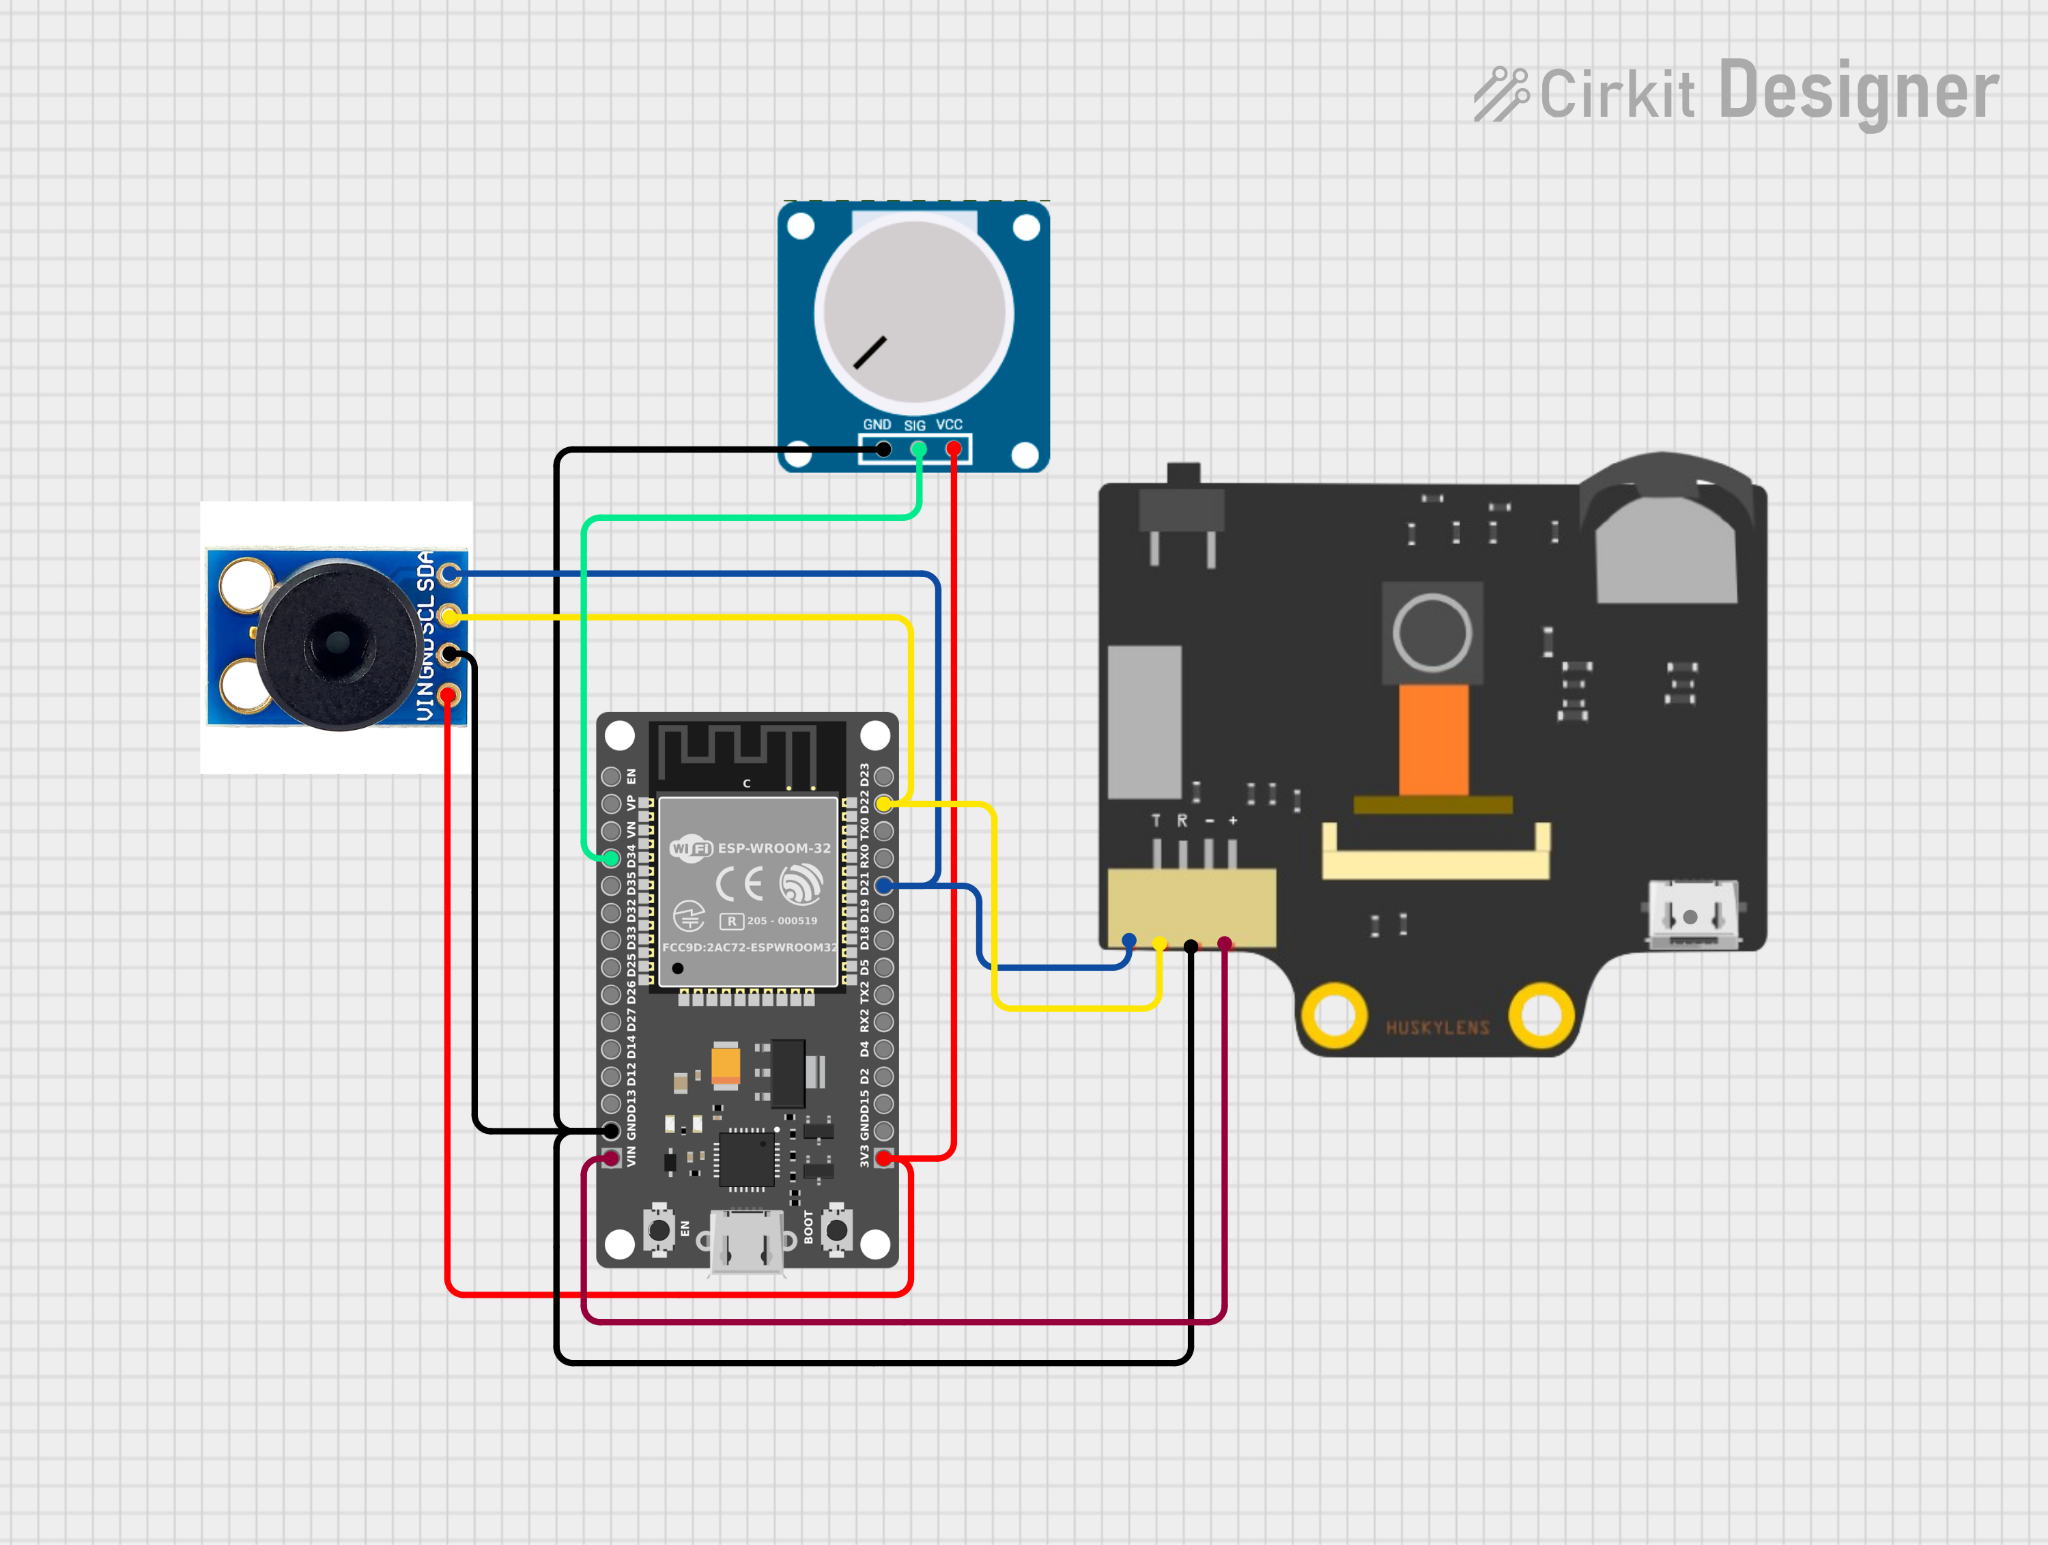 Cirkit Designer
GND SIG VCC
SDA
SCL
GND
VIN
C
EN
VP
VN
D34
D35
D32
D33
D25
D26
D27
D14
D12
D13
GND
VIN
D23
D22
TX0
RX0
D21
D19
D18
D5
TX2
RX2
D4
D2
D15
GND
3V3
WiFi ESP-WROOM-32
CE
R 205 - 000519
FCC9D:2AC72-ESPWROOM32
EN
BOOT
T R - +
HUSKYLENS